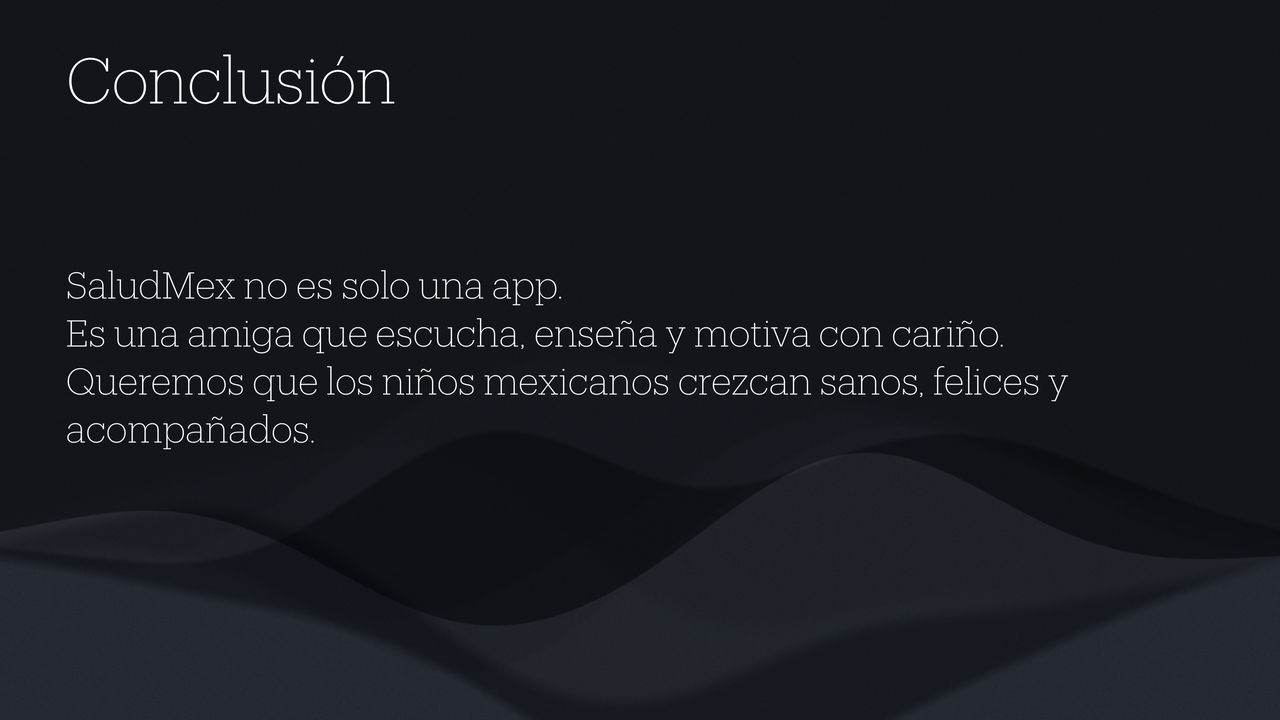 Conclusión
SaludMex no es solo una app.
Es una amiga que escucha, enseña y motiva con cariño.
Queremos que los niños mexicanos crezcan sanos, felices y
acompañados.